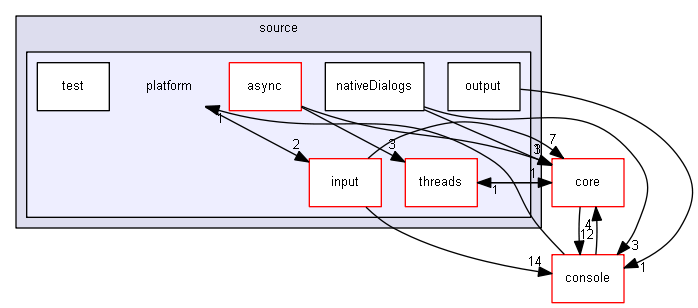 source
test platform async nativeDialogs output
1 2 3 3 7
input threads 1 1 core
4
12
14 console 3 1